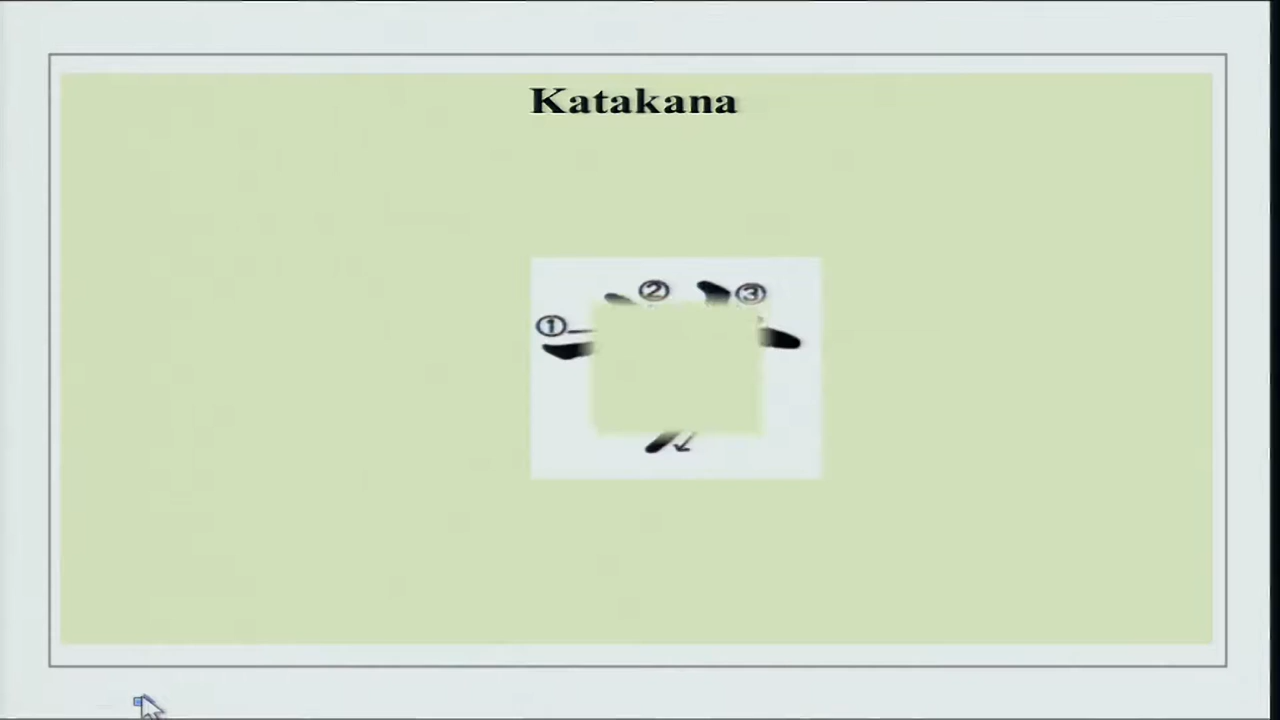 Katakana
② ③
①